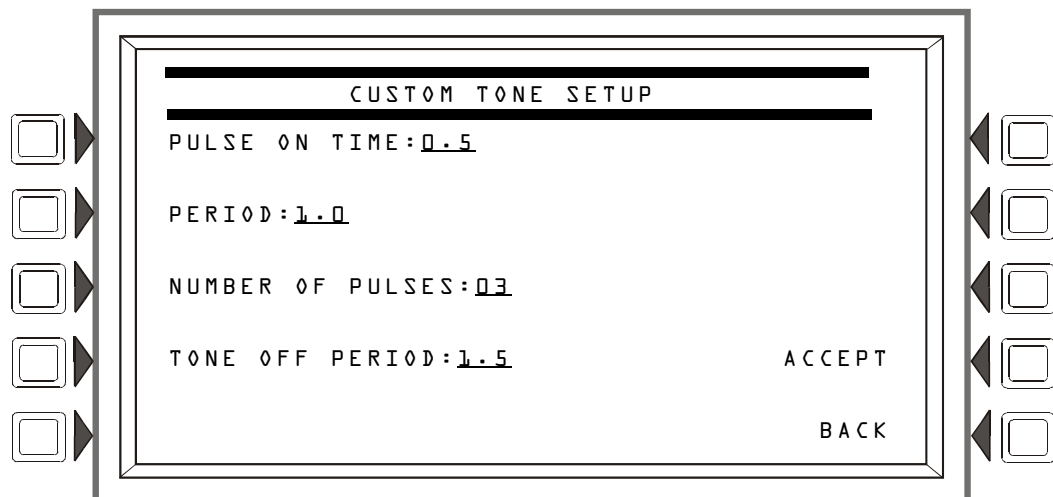 CUSTOM TONE SETUP
PULSE ON TIME:0.5
PERIOD:1.0
NUMBER OF PULSES:03
TONE OFF PERIOD:1.5
ACCEPT
BACK